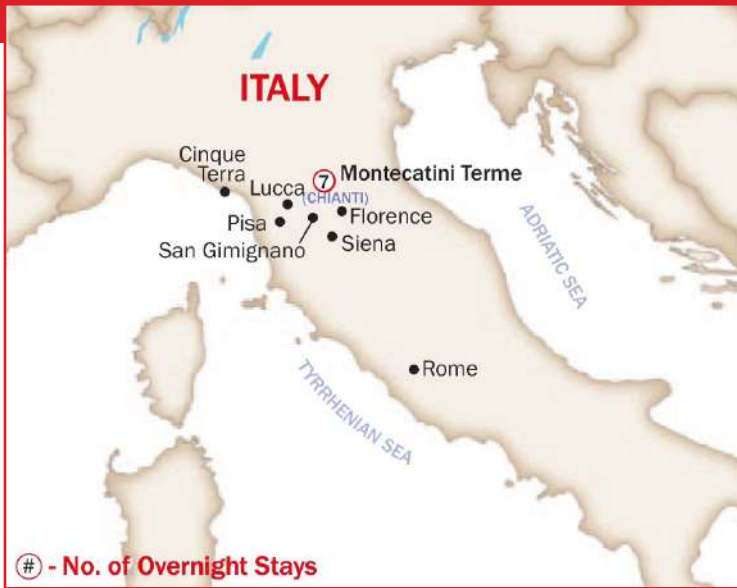 ITALY
Cinque
Terra
7 Montecatini Terme
Lucca
(CHIANTI)
Florence
Pisa
San Gimignano
Siena
ADRIATIC SEA
Rome
TYRRHENIAN SEA
# - No. of Overnight Stays